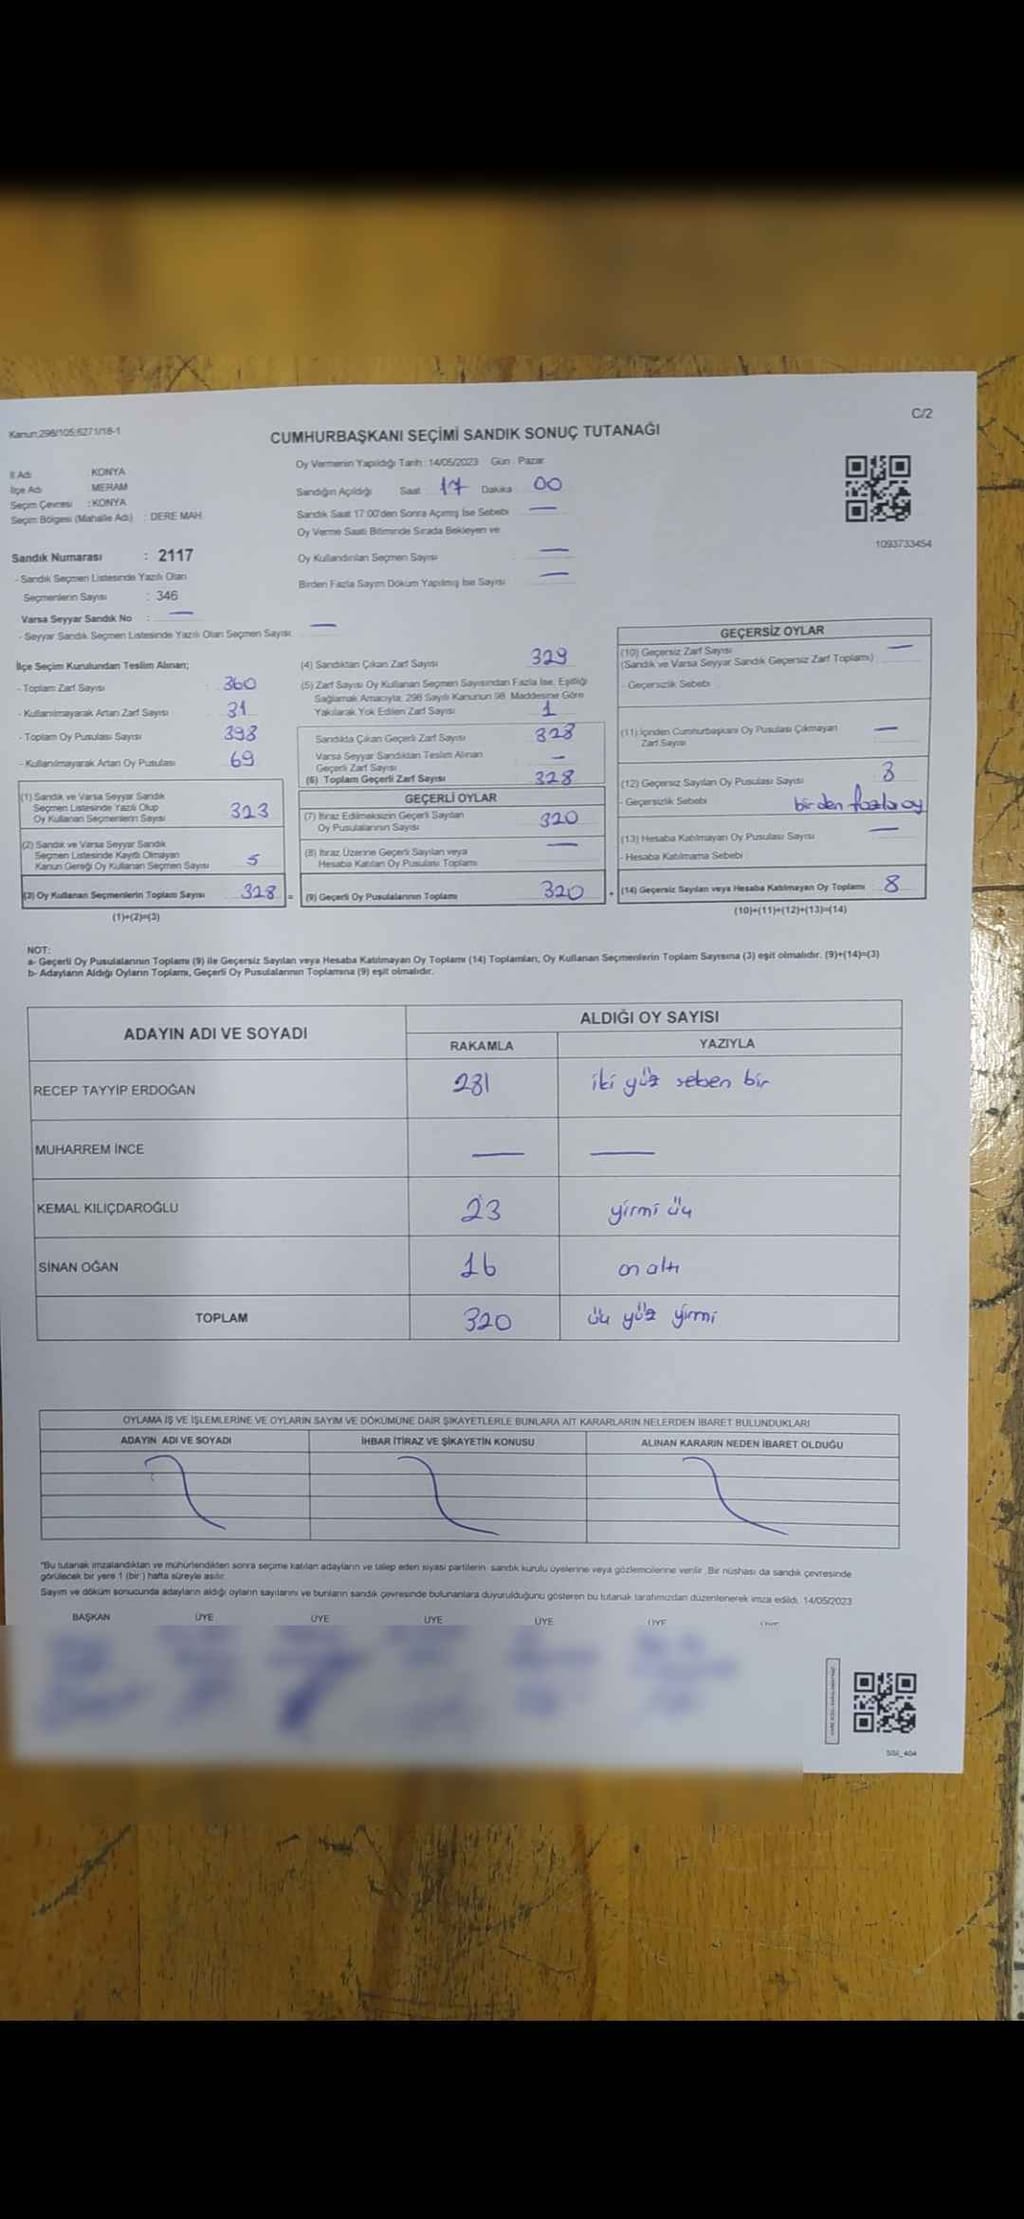 C/2
Kanun:298/105;6271/18-1
CUMHURBAŞKANI SEÇİMİ SANDIK SONUÇ TUTANAĞI
İl Adı KONYA
İlçe Adı MERAM
Seçim Çevresi : KONYA
Seçim Bölgesi (Mahalle Adı) : DERE MAH.
Oy Vermenin Yapıldığı Tarih : 14/05/2023 Gün : Pazar
Sandığın Açıldığı Saat 17 Dakika 00
Sandık Saat 17:00'den Sonra Açımış İse Sebebi —
Oy Verme Saati Bitiminde Sırada Bekleyen ve
Oy Kullandırılan Seçmen Sayısı —
Birden Fazla Sayım Döküm Yapılmış İse Sayısı —
1093733454
Sandık Numarası : 2117
- Sandık Seçmen Listesinde Yazılı Olan
Seçmenlerin Sayısı : 346
Varsa Seyyar Sandık No : —
- Seyyar Sandık Seçmen Listesinde Yazılı Olan Seçmen Sayısı —
İlçe Seçim Kurulundan Teslim Alınan;
- Toplam Zarf Sayısı 360
- Kullanılmayarak Artan Zarf Sayısı 31
- Toplam Oy Pusulası Sayısı 398
- Kullanılmayarak Artan Oy Pusulası 69
(1) Sandık ve Varsa Seyyar Sandık
Seçmen Listesinde Yazılı Olup
Oy Kullanan Seçmenlerin Sayısı 323
(2) Sandık ve Varsa Seyyar Sandık
Seçmen Listesinde Kayıtlı Olmayan
Kanun Gereği Oy Kullanan Seçmen Sayısı 5
(3) Oy Kullanan Seçmenlerin Toplam Sayısı 328 =
(1)+(2)=(3)
(4) Sandıktan Çıkan Zarf Sayısı 329
(5) Zarf Sayısı Oy Kullanan Seçmen Sayısından Fazla İse, Eşitliği
Sağlamak Amacıyla, 298 Sayılı Kanunun 98. Maddesine Göre
Yakılarak Yok Edilen Zarf Sayısı 1
Sandıkta Çıkan Geçerli Zarf Sayısı 328
Varsa Seyyar Sandıktan Teslim Alınan
Geçerli Zarf Sayısı —
(6) Toplam Geçerli Zarf Sayısı 328
GEÇERLİ OYLAR
(7) İtiraz Edilmeksizin Geçerli Sayılan
Oy Pusulalarının Sayısı 320
(8) İtiraz Üzerine Geçerli Sayılan veya
Hesaba Katılan Oy Pusulası Toplamı —
(9) Geçerli Oy Pusulalarının Toplamı 320 +
GEÇERSİZ OYLAR
(10) Geçersiz Zarf Sayısı —
(Sandık ve Varsa Seyyar Sandık Geçersiz Zarf Toplamı)
- Geçersizlik Sebebi
(11) İçinden Cumhurbaşkanı Oy Pusulası Çıkmayan
Zarf Sayısı —
(12) Geçersiz Sayılan Oy Pusulası Sayısı
- Geçersizlik Sebebi birden fazla oy
(13) Hesaba Katılmayan Oy Pusulası Sayısı —
- Hesaba Katılmama Sebebi
(14) Geçersiz Sayılan veya Hesaba Katılmayan Oy Toplamı 8
(10)+(11)+(12)+(13)=(14)
NOT:
a- Geçerli Oy Pusulalarının Toplamı (9) ile Geçersiz Sayılan veya Hesaba Katılmayan Oy Toplamı (14) Toplamları, Oy Kullanan Seçmenlerin Toplam Sayısına (3) eşit olmalıdır. (9)+(14)=(3)
b- Adayların Aldığı Oyların Toplamı, Geçerli Oy Pusulalarının Toplamına (9) eşit olmalıdır.
ADAYIN ADI VE SOYADI ALDIĞI OY SAYISI
RAKAMLA YAZIYLA
RECEP TAYYİP ERDOĞAN 281 iki yüz seksen bir
MUHARREM İNCE — —
KEMAL KILIÇDAROĞLU 23 yirmi üç
SİNAN OĞAN 16 on altı
TOPLAM 320 üç yüz yirmi
OYLAMA İŞ VE İŞLEMLERİNE VE OYLARIN SAYIM VE DÖKÜMÜNE DAİR ŞİKAYETLERLE BUNLARA AİT KARARLARIN NELERDEN İBARET BULUNDUKLARI
ADAYIN ADI VE SOYADI İHBAR İTİRAZ VE ŞİKAYETİN KONUSU ALINAN KARARIN NEDEN İBARET OLDUĞU
"Bu tutanak imzalandıktan ve mühürlendikten sonra seçime katılan adayların ve talep eden siyasi partilerin sandık kurulu üyelerine veya gözlemcilerine verilir. Bir nüshası da sandık çevresinde
görülecek bir yere 1 (bir) hafta süreyle asılır.
Sayım ve döküm sonucunda adayların aldığı oyların sayılarını ve bunların sandık çevresinde bulunanlara duyurulduğunu gösteren bu tutanak tarafımızdan düzenlenerek imza edildi. 14/05/2023
BAŞKAN ÜYE ÜYE ÜYE ÜYE ÜYE